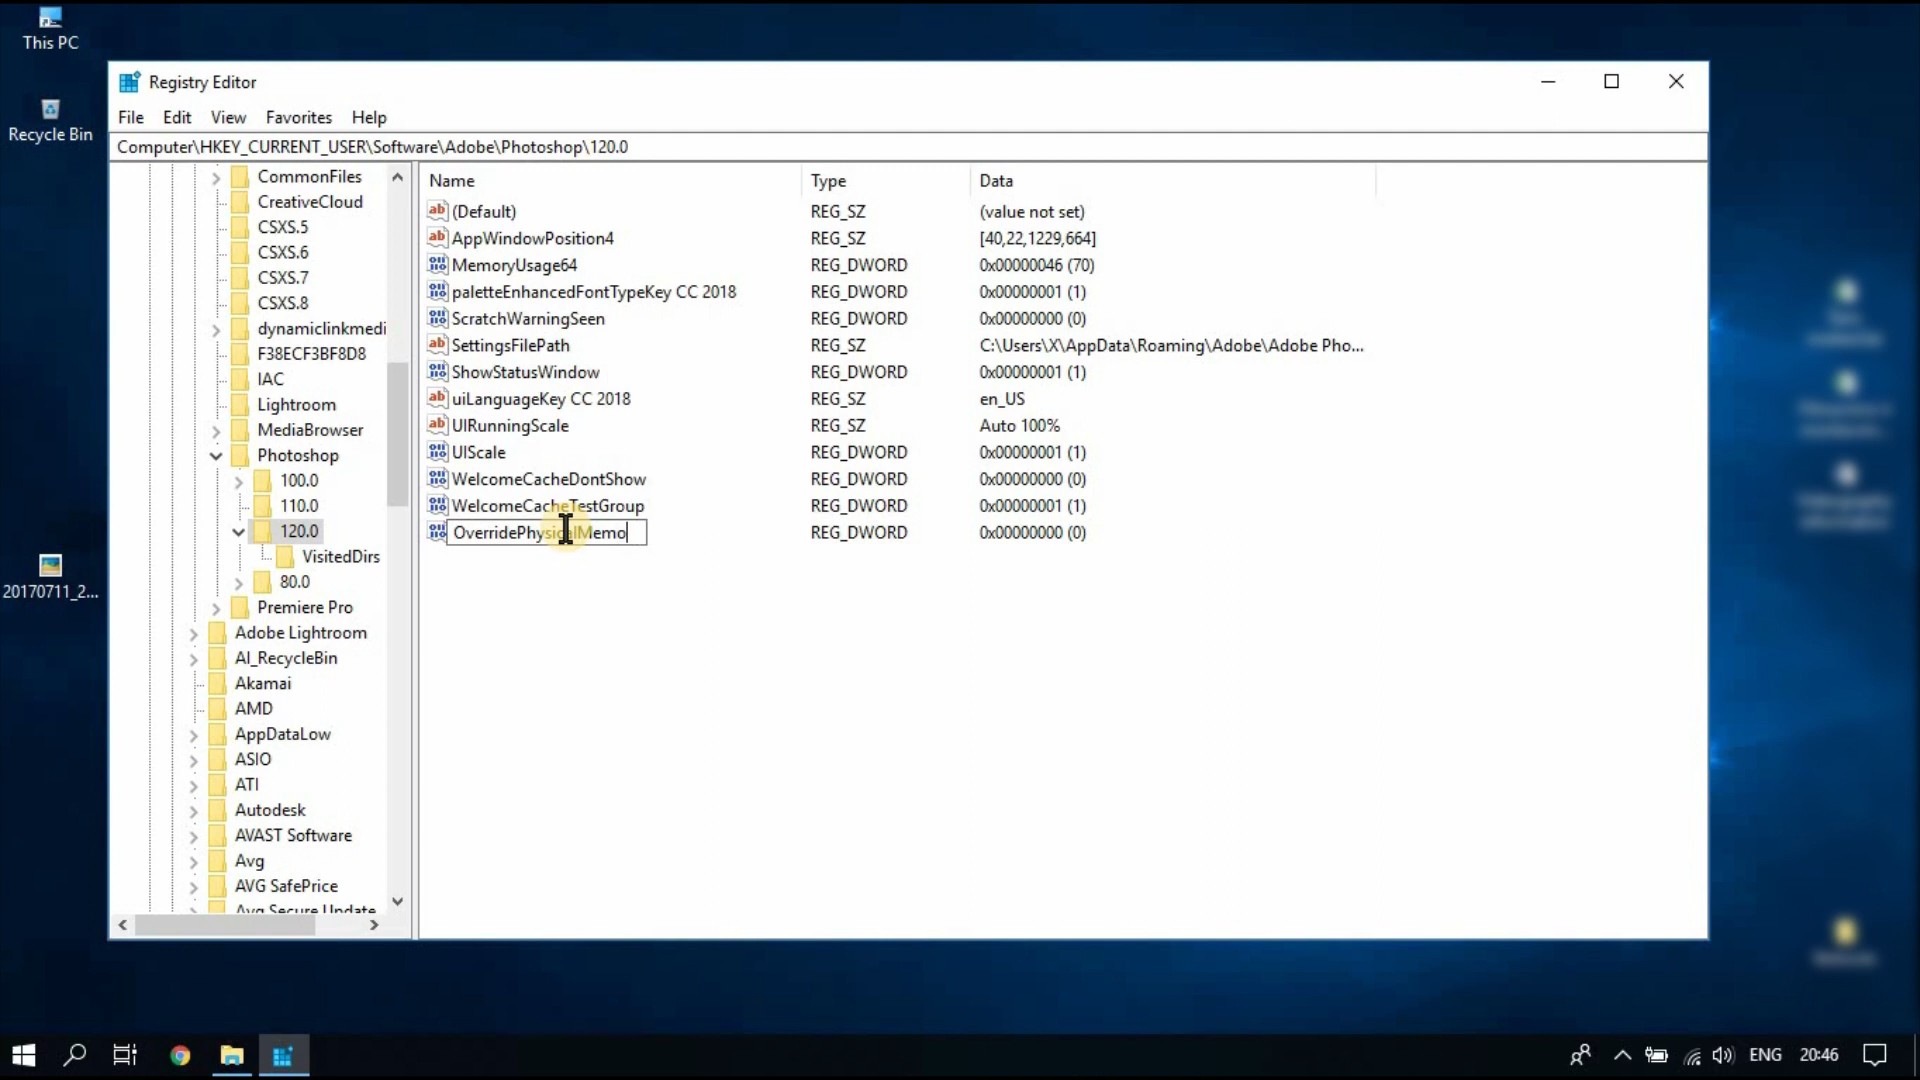 This PC
Recycle Bin
20170711_2...
Registry Editor
File Edit View Favorites Help
Computer\HKEY_CURRENT_USER\Software\Adobe\Photoshop\120.0
CommonFiles
CreativeCloud
CSXS.5
CSXS.6
CSXS.7
CSXS.8
dynamiclinkmedi
F38ECF3BF8D8
IAC
Lightroom
MediaBrowser
Photoshop
100.0
110.0
120.0
VisitedDirs
80.0
Premiere Pro
Adobe Lightroom
AI_RecycleBin
Akamai
AMD
AppDataLow
ASIO
ATI
Autodesk
AVAST Software
Avg
AVG SafePrice
Avg Secure Update
Name Type Data
(Default) REG_SZ (value not set)
AppWindowPosition4 REG_SZ [40,22,1229,664]
MemoryUsage64 REG_DWORD 0x00000046 (70)
paletteEnhancedFontTypeKey CC 2018 REG_DWORD 0x00000001 (1)
ScratchWarningSeen REG_DWORD 0x00000000 (0)
SettingsFilePath REG_SZ C:\Users\X\AppData\Roaming\Adobe\Adobe Pho...
ShowStatusWindow REG_DWORD 0x00000001 (1)
uiLanguageKey CC 2018 REG_SZ en_US
UIRunningScale REG_SZ Auto 100%
UIScale REG_DWORD 0x00000001 (1)
WelcomeCacheDontShow REG_DWORD 0x00000000 (0)
WelcomeCacheTestGroup REG_DWORD 0x00000001 (1)
OverridePhysicalMemo REG_DWORD 0x00000000 (0)
ENG 20:46